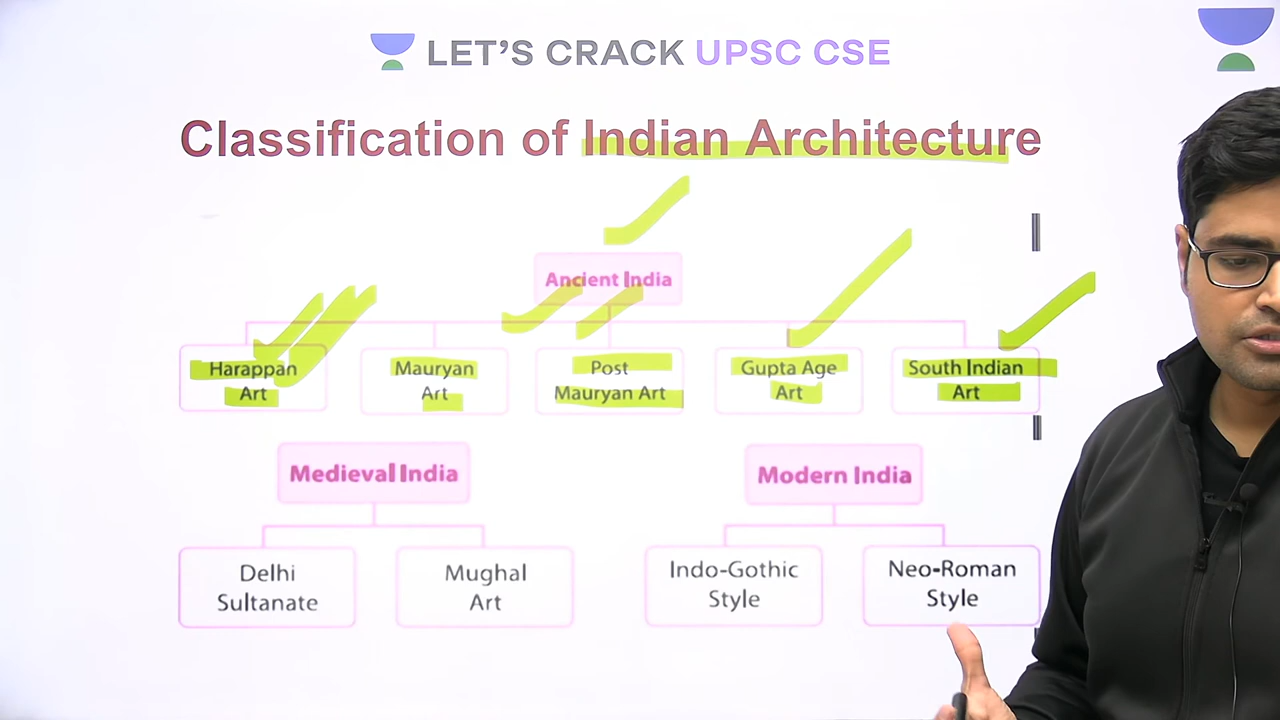 LET'S CRACK UPSC CSE
Classification of Indian Architecture
Ancient India
Harappan
Art
Mauryan
Art
Post
Mauryan Art
Gupta Age
Art
South Indian
Art
Medieval India
Modern India
Delhi
Sultanate
Mughal
Art
Indo-Gothic
Style
Neo-Roman
Style